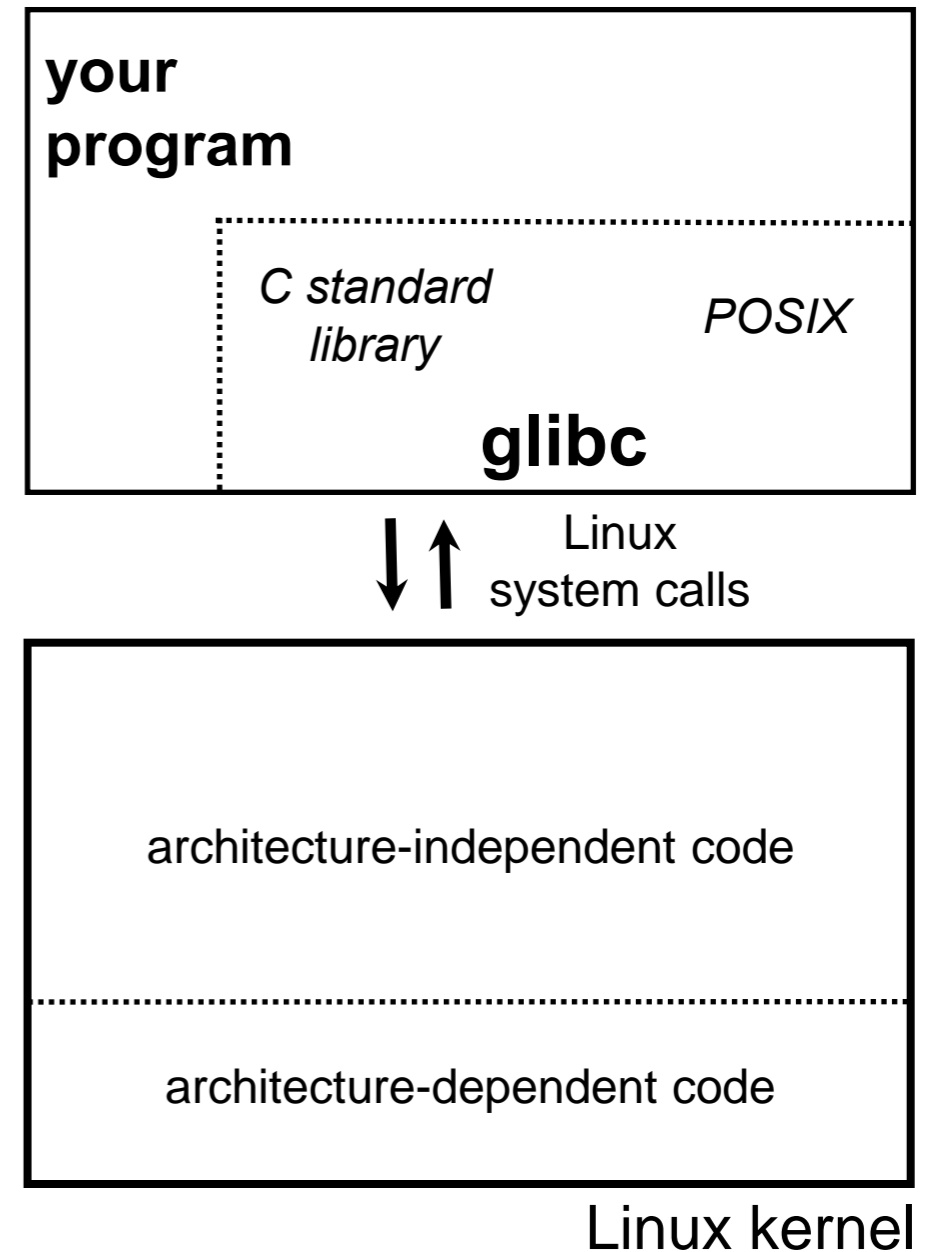 your
program
C standard
library
POSIX
glibc
Linux
system calls
architecture-independent code
architecture-dependent code
Linux kernel